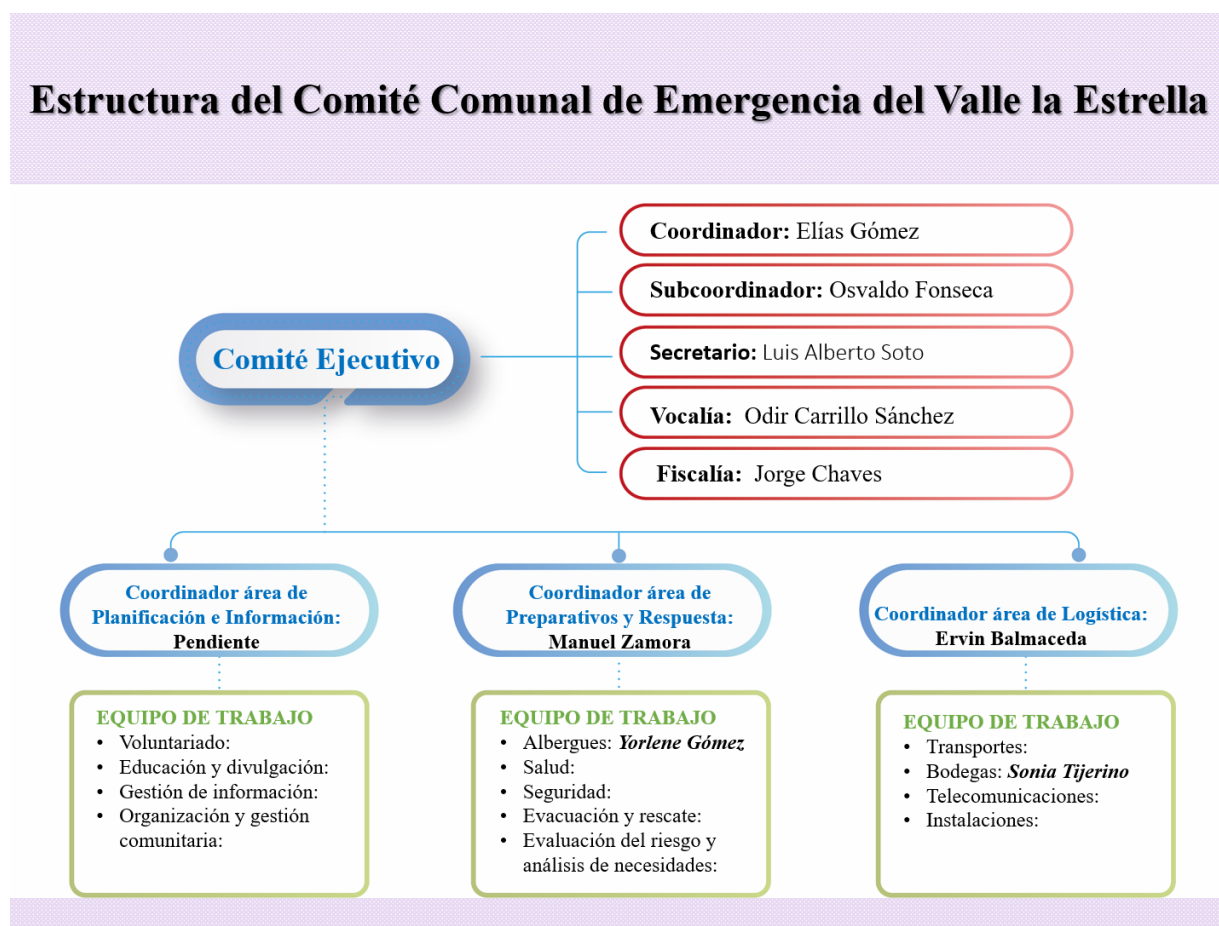 Estructura del Comité Comunal de Emergencia del Valle la Estrella
Coordinador: Elías Gómez
Subcoordinador: Osvaldo Fonseca
Comité Ejecutivo
Secretario: Luis Alberto Soto
Vocalía: Odir Carrillo Sánchez
Fiscalía: Jorge Chaves
Coordinador área de
Planificación e Información:
Pendiente
Coordinador área de
Preparativos y Respuesta:
Manuel Zamora
Coordinador área de Logística:
Ervin Balmaceda
EQUIPO DE TRABAJO
• Voluntariado:
• Educación y divulgación:
• Gestión de información:
• Organización y gestión
comunitaria:
EQUIPO DE TRABAJO
• Albergues: Yorlene Gómez
• Salud:
• Seguridad:
• Evacuación y rescate:
• Evaluación del riesgo y
análisis de necesidades:
EQUIPO DE TRABAJO
• Transportes:
• Bodegas: Sonia Tijerino
• Telecomunicaciones:
• Instalaciones: